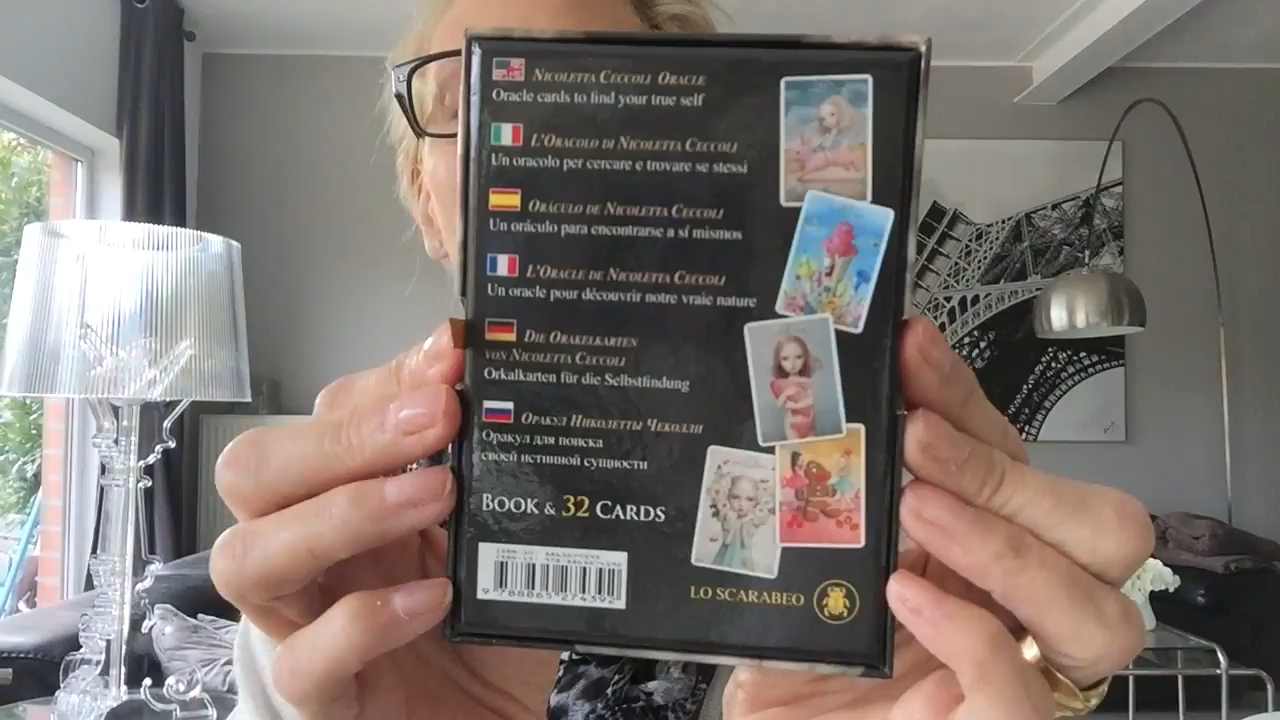 NICOLETTA CECCOLI ORACLE
Oracle cards to find your true self
L'ORACOLO DI NICOLETTA CECCOLI
Un oracolo per cercare e trovare se stessi
ORÁCULO DE NICOLETTA CECCOLI
Un oráculo para encontrarse a sí mismos
L'ORACLE DE NICOLETTA CECCOLI
Un oracle pour découvrir notre vraie nature
DIE ORAKELKARTEN
VON NICOLETTA CECCOLI
Orkalkarten für die Selbstfindung
ОРАКУЛ НИКОЛЕТТЫ ЧЕКОЛЛИ
Оракул для поиска
своей истинной сущности
BOOK & 32 CARDS
9 788865 274392
LO SCARABEO